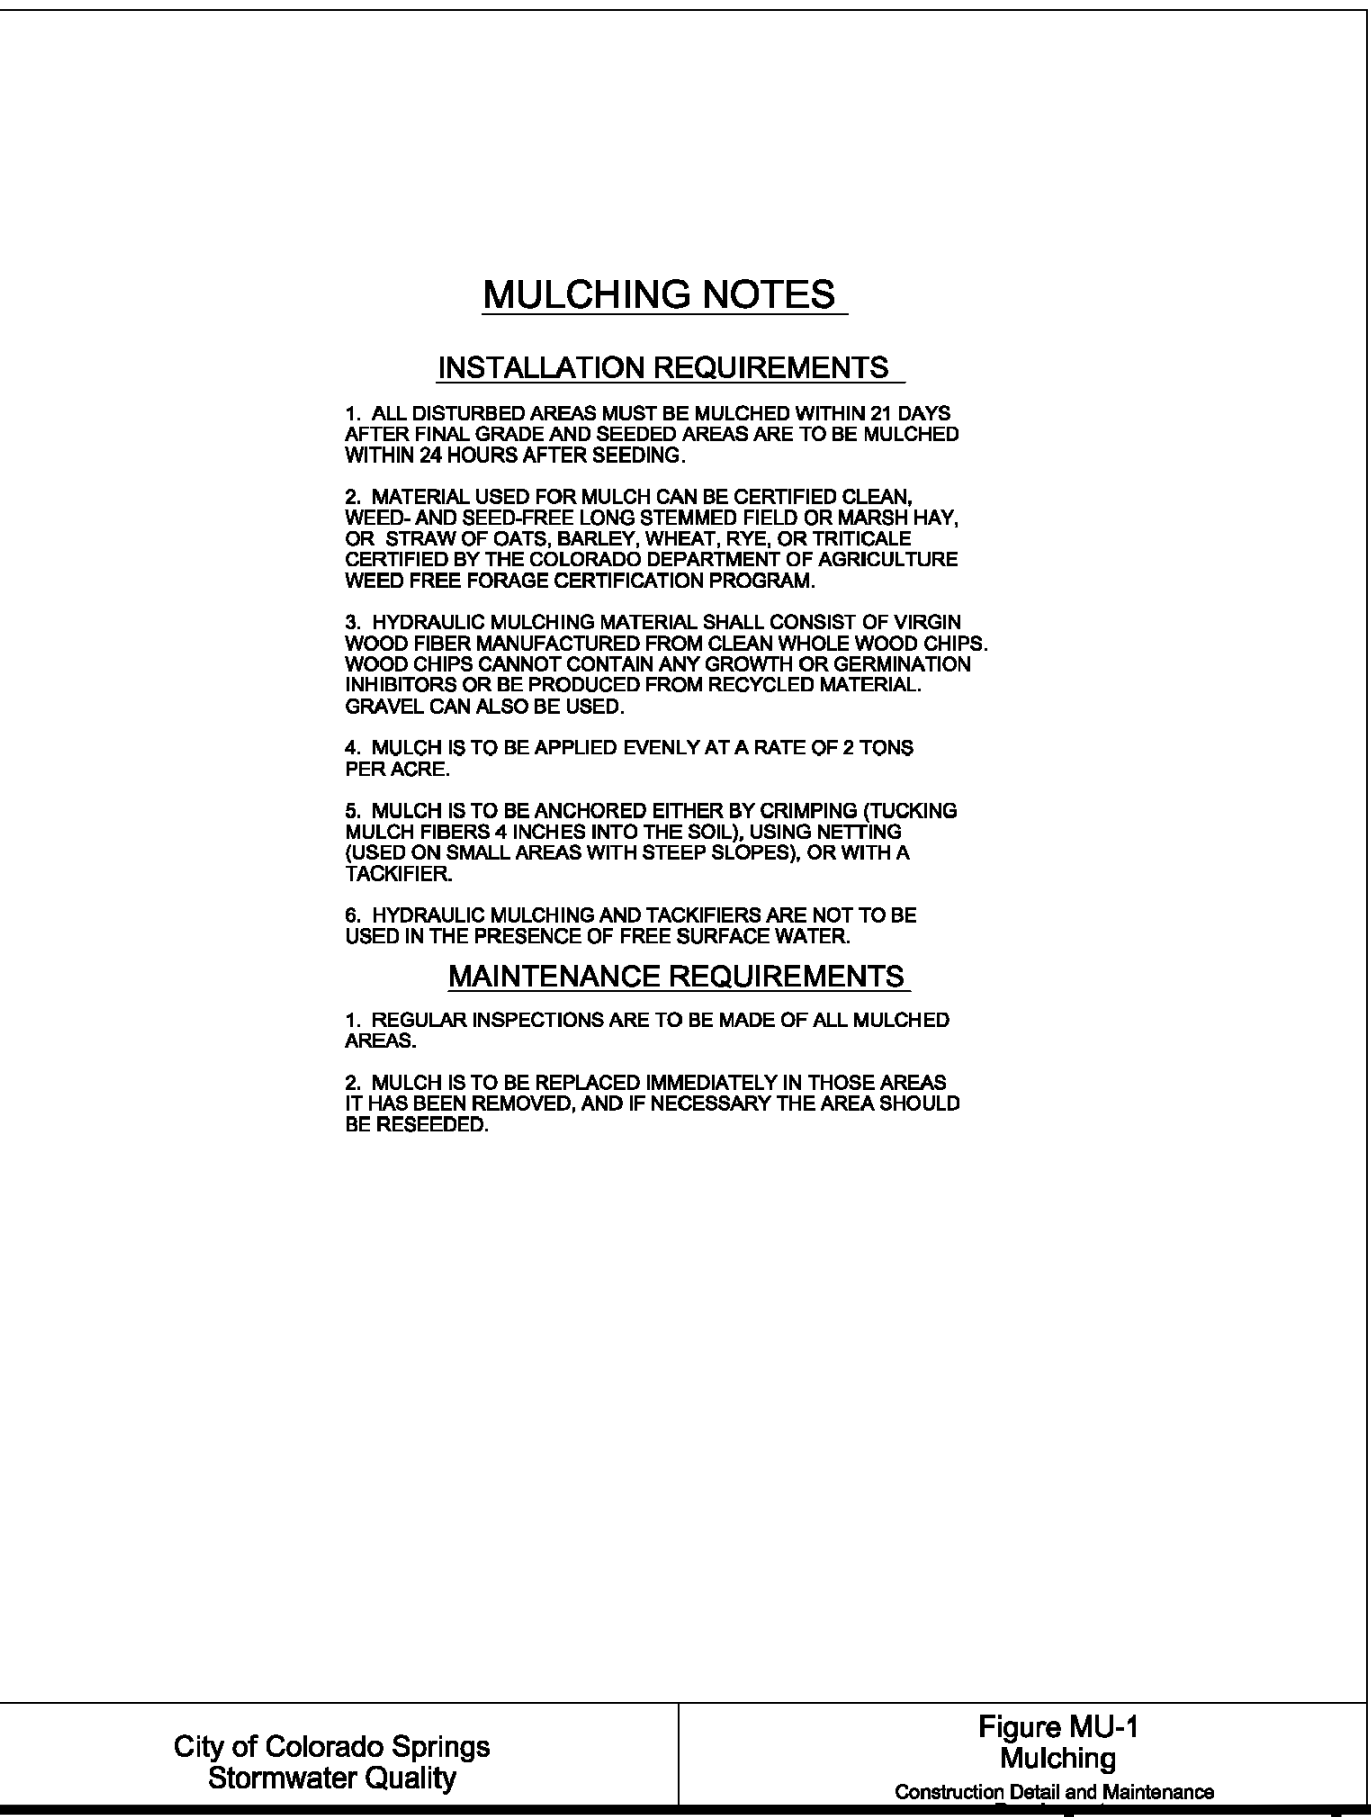 MULCHING NOTES
INSTALLATION REQUIREMENTS
1. ALL DISTURBED AREAS MUST BE MULCHED WITHIN 21 DAYS
AFTER FINAL GRADE AND SEEDED AREAS ARE TO BE MULCHED
WITHIN 24 HOURS AFTER SEEDING.
2. MATERIAL USED FOR MULCH CAN BE CERTIFIED CLEAN,
WEED- AND SEED-FREE LONG STEMMED FIELD OR MARSH HAY,
OR STRAW OF OATS, BARLEY, WHEAT, RYE, OR TRITICALE
CERTIFIED BY THE COLORADO DEPARTMENT OF AGRICULTURE
WEED FREE FORAGE CERTIFICATION PROGRAM.
3. HYDRAULIC MULCHING MATERIAL SHALL CONSIST OF VIRGIN
WOOD FIBER MANUFACTURED FROM CLEAN WHOLE WOOD CHIPS.
WOOD CHIPS CANNOT CONTAIN ANY GROWTH OR GERMINATION
INHIBITORS OR BE PRODUCED FROM RECYCLED MATERIAL.
GRAVEL CAN ALSO BE USED.
4. MULCH IS TO BE APPLIED EVENLY AT A RATE OF 2 TONS
PER ACRE.
5. MULCH IS TO BE ANCHORED EITHER BY CRIMPING (TUCKING
MULCH FIBERS 4 INCHES INTO THE SOIL), USING NETTING
(USED ON SMALL AREAS WITH STEEP SLOPES), OR WITH A
TACKIFIER.
6. HYDRAULIC MULCHING AND TACKIFIERS ARE NOT TO BE
USED IN THE PRESENCE OF FREE SURFACE WATER.
MAINTENANCE REQUIREMENTS
1. REGULAR INSPECTIONS ARE TO BE MADE OF ALL MULCHED
AREAS.
2. MULCH IS TO BE REPLACED IMMEDIATELY IN THOSE AREAS
IT HAS BEEN REMOVED, AND IF NECESSARY THE AREA SHOULD
BE RESEEDED.
City of Colorado Springs
Stormwater Quality
Figure MU-1
Mulching
Construction Detail and Maintenance